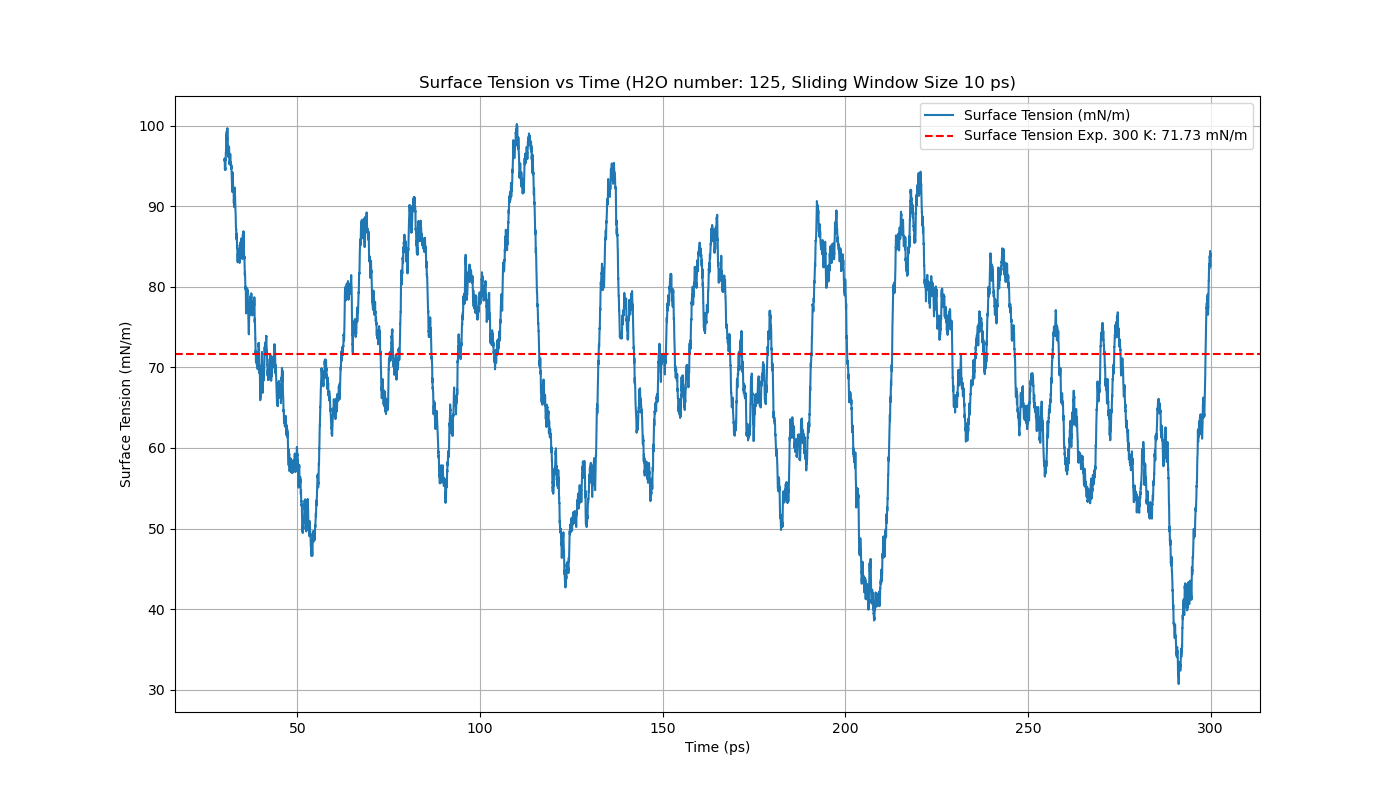 Surface Tension vs Time (H2O number: 125, Sliding Window Size 10 ps)
Surface Tension (mN/m)
Surface Tension Exp. 300 K: 71.73 mN/m
100
90
80
70
60
50
40
30
Surface Tension (mN/m)
50 100 150 200 250 300
Time (ps)